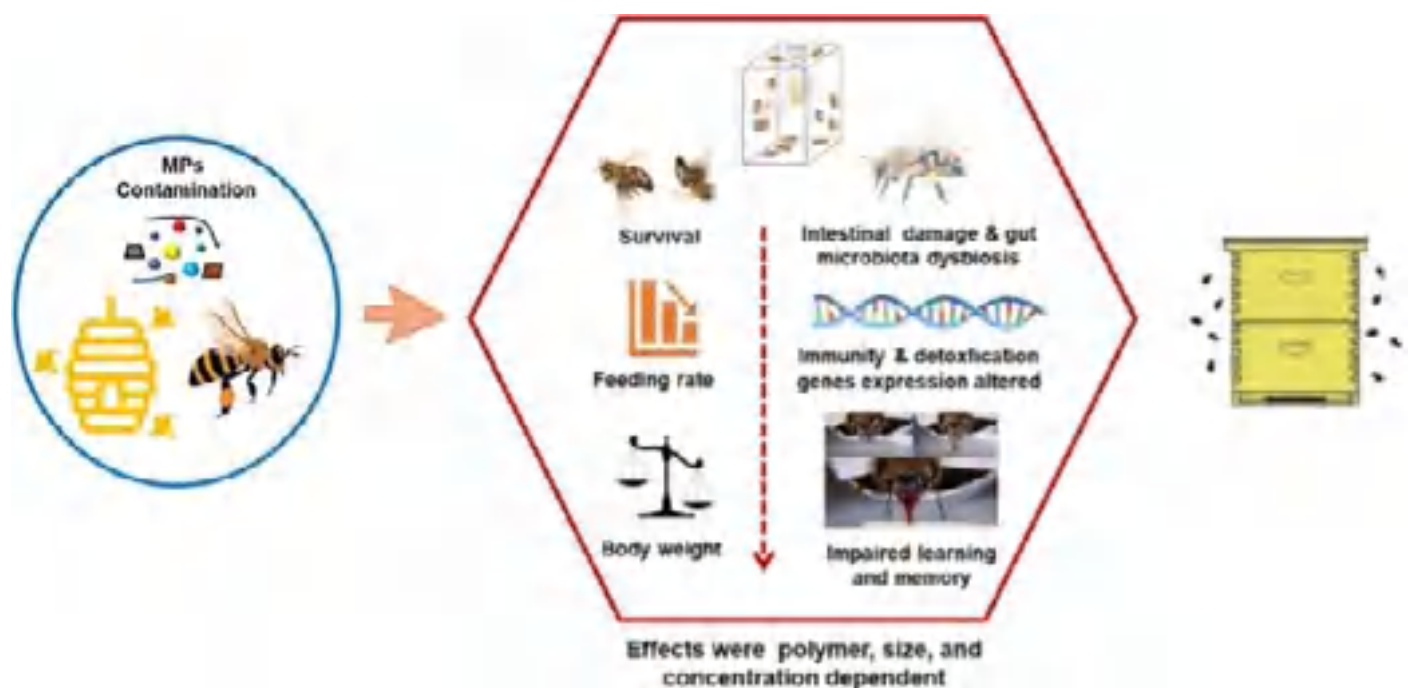 MPs
Contamination
Survival
Feeding rate
Body weight
Intestinal damage & gut
microbiota dysbiosis
Immunity & detoxfication
genes expression altered
Impaired learning
and memory
Effects were polymer, size, and
concentration dependent